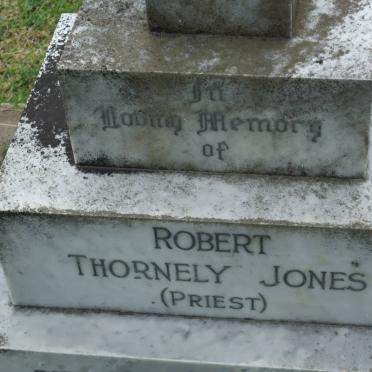 In
Loving Memory
of
ROBERT
THORNELY JONES
(PRIEST)